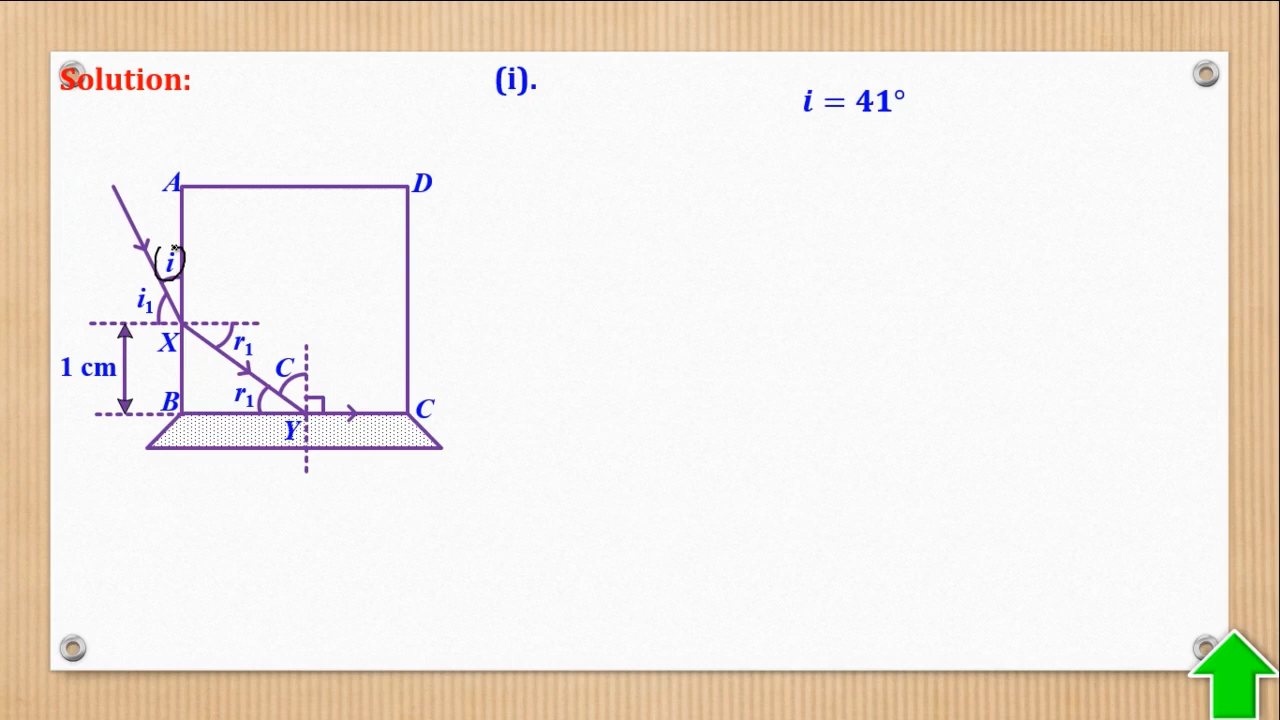 Solution:
(i).
i = 41°
A
D
i
i₁
X
r₁
1 cm
C
r₁
B
C
Y